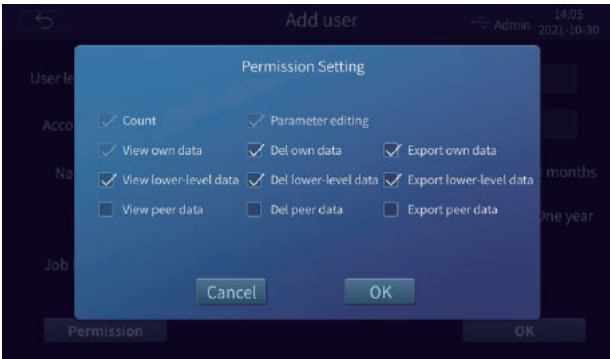 Add user
Admin
14:05
2021-10-30
Permission Setting
User le
Count Parameter editing
Acco
View own data Del own data Export own data
Na
months
View lower-level data Del lower-level data Export lower-level data
View peer data Del peer data Export peer data
One year
Job
Cancel OK
Permission OK